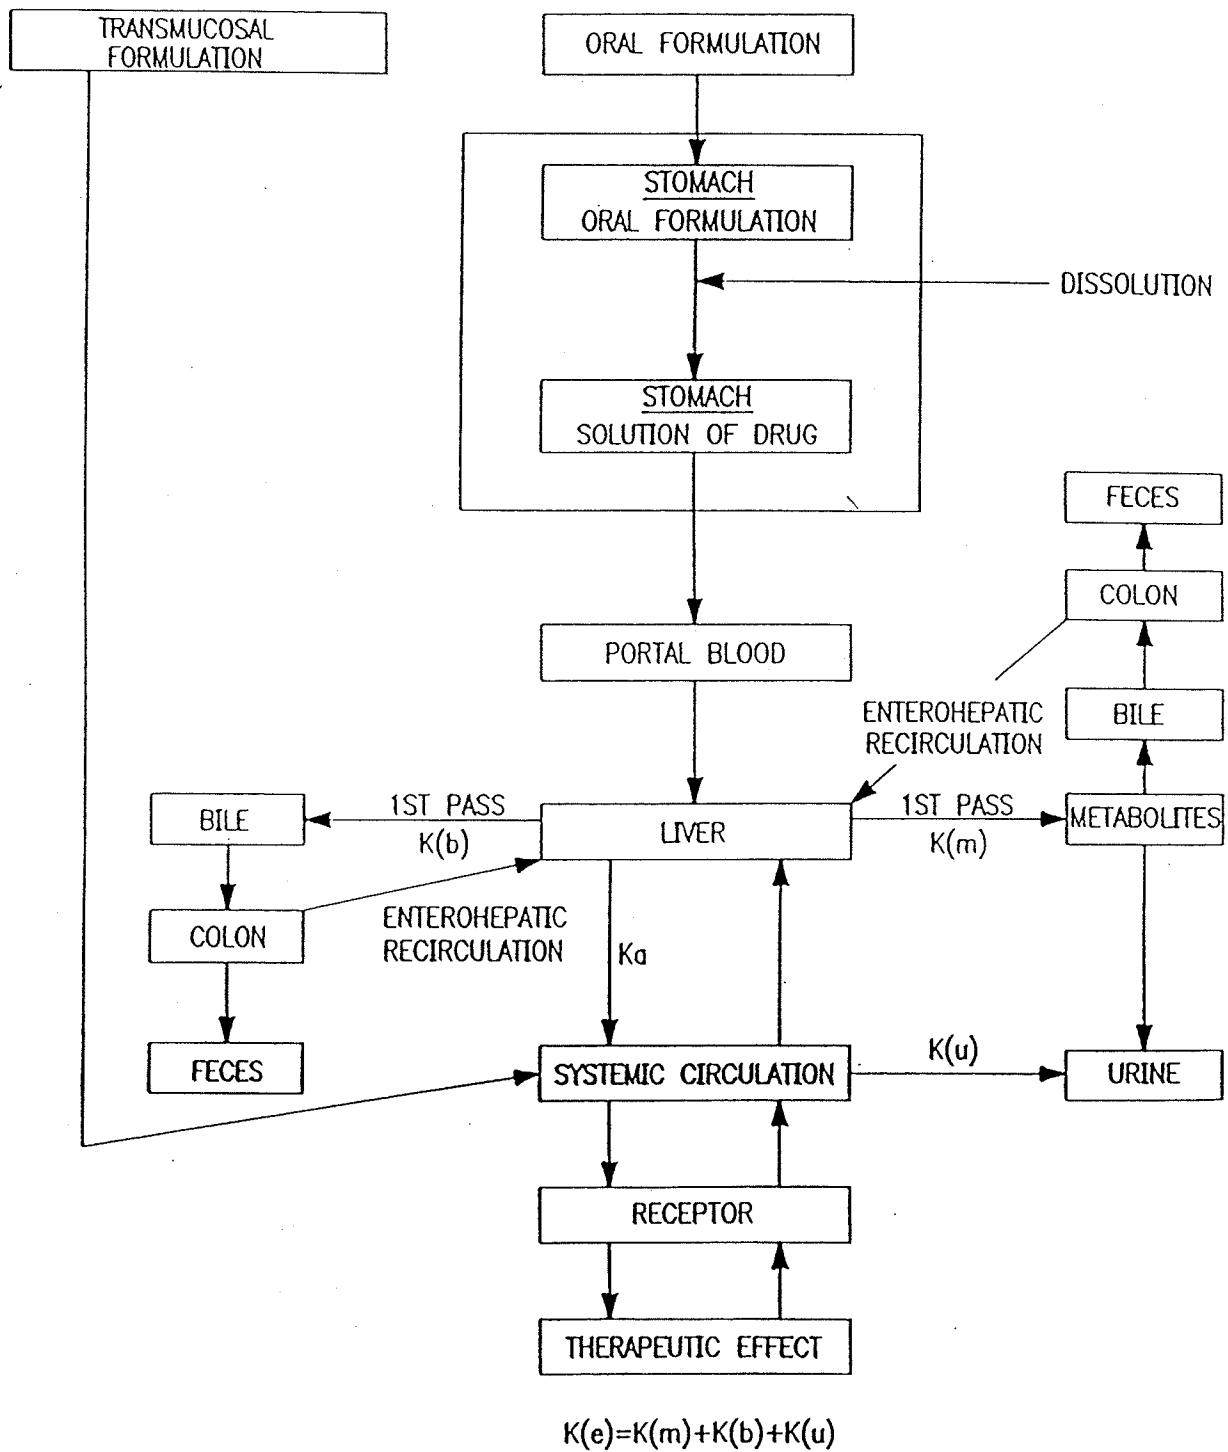 TRANSMUCOSAL
FORMULATION
ORAL FORMULATION
STOMACH
ORAL FORMULATION
DISSOLUTION
STOMACH
SOLUTION OF DRUG
FECES
COLON
PORTAL BLOOD
ENTEROHEPATIC
RECIRCULATION
BILE
BILE
1ST PASS
K(b)
LIVER
1ST PASS
K(m)
METABOLITES
COLON
ENTEROHEPATIC
RECIRCULATION
Ka
FECES
SYSTEMIC CIRCULATION
K(u)
URINE
RECEPTOR
THERAPEUTIC EFFECT
K(e)=K(m)+K(b)+K(u)